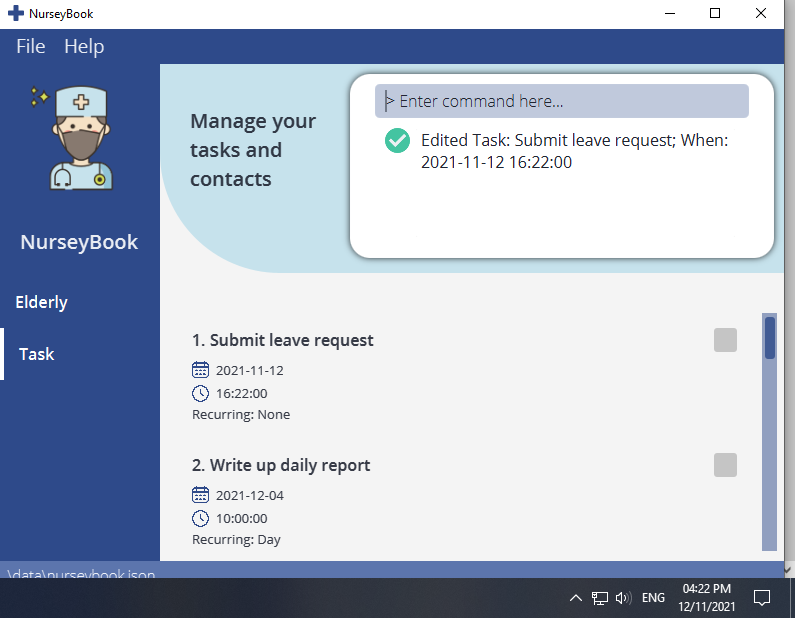 NurseyBook
File Help
Manage your
tasks and
contacts
> Enter command here...
Edited Task: Submit leave request; When:
2021-11-12 16:22:00
NurseyBook
Elderly
Task
1. Submit leave request
2021-11-12
16:22:00
Recurring: None
2. Write up daily report
2021-12-04
10:00:00
Recurring: Day
\data\nurseybook.json
ENG
04:22 PM
12/11/2021